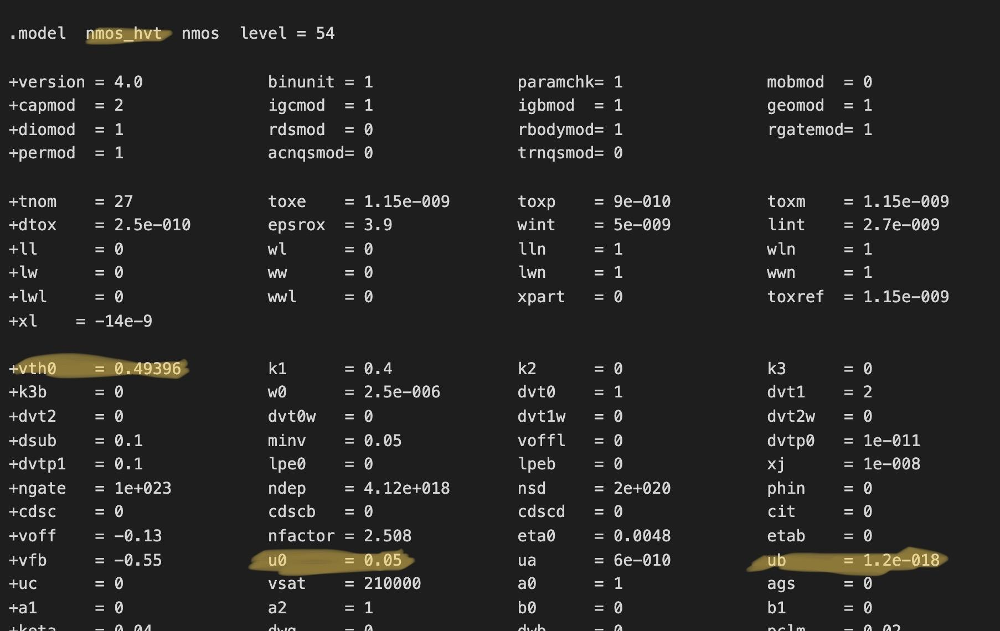 .model  nmos_hvt  nmos  level = 54
+version = 4.0          binunit = 1            paramchk= 1            mobmod  = 0
+capmod  = 2            igcmod  = 1            igbmod  = 1            geomod  = 1
+diomod  = 1            rdsmod  = 0            rbodymod= 1            rgatemod= 1
+permod  = 1            acnqsmod= 0            trnqsmod= 0
+tnom    = 27           toxe    = 1.15e-009    toxp    = 9e-010       toxm    = 1.15e-009
+dtox    = 2.5e-010     epsrox  = 3.9          wint    = 5e-009       lint    = 2.7e-009
+ll      = 0            wl      = 0            lln     = 1            wln     = 1
+lw      = 0            ww      = 0            lwn     = 1            wwn     = 1
+lwl     = 0            wwl     = 0            xpart   = 0            toxref  = 1.15e-009
+xl    = -14e-9
+vth0    = 0.49396      k1      = 0.4          k2      = 0            k3      = 0
+k3b     = 0            w0      = 2.5e-006     dvt0    = 1            dvt1    = 2
+dvt2    = 0            dvt0w   = 0            dvt1w   = 0            dvt2w   = 0
+dsub    = 0.1          minv    = 0.05         voffl   = 0            dvtp0   = 1e-011
+dvtp1   = 0.1          lpe0    = 0            lpeb    = 0            xj      = 1e-008
+ngate   = 1e+023       ndep    = 4.12e+018    nsd     = 2e+020       phin    = 0
+cdsc    = 0            cdscb   = 0            cdscd   = 0            cit     = 0
+voff    = -0.13        nfactor = 2.508        eta0    = 0.0048       etab    = 0
+vfb     = -0.55        u0      = 0.05         ua      = 6e-010       ub      = 1.2e-018
+uc      = 0            vsat    = 210000       a0      = 1            ags     = 0
+a1      = 0            a2      = 1            b0      = 0            b1      = 0
+keta    = 0.04         dwg     = 0            dwb     = 0            pclm    = 0.02